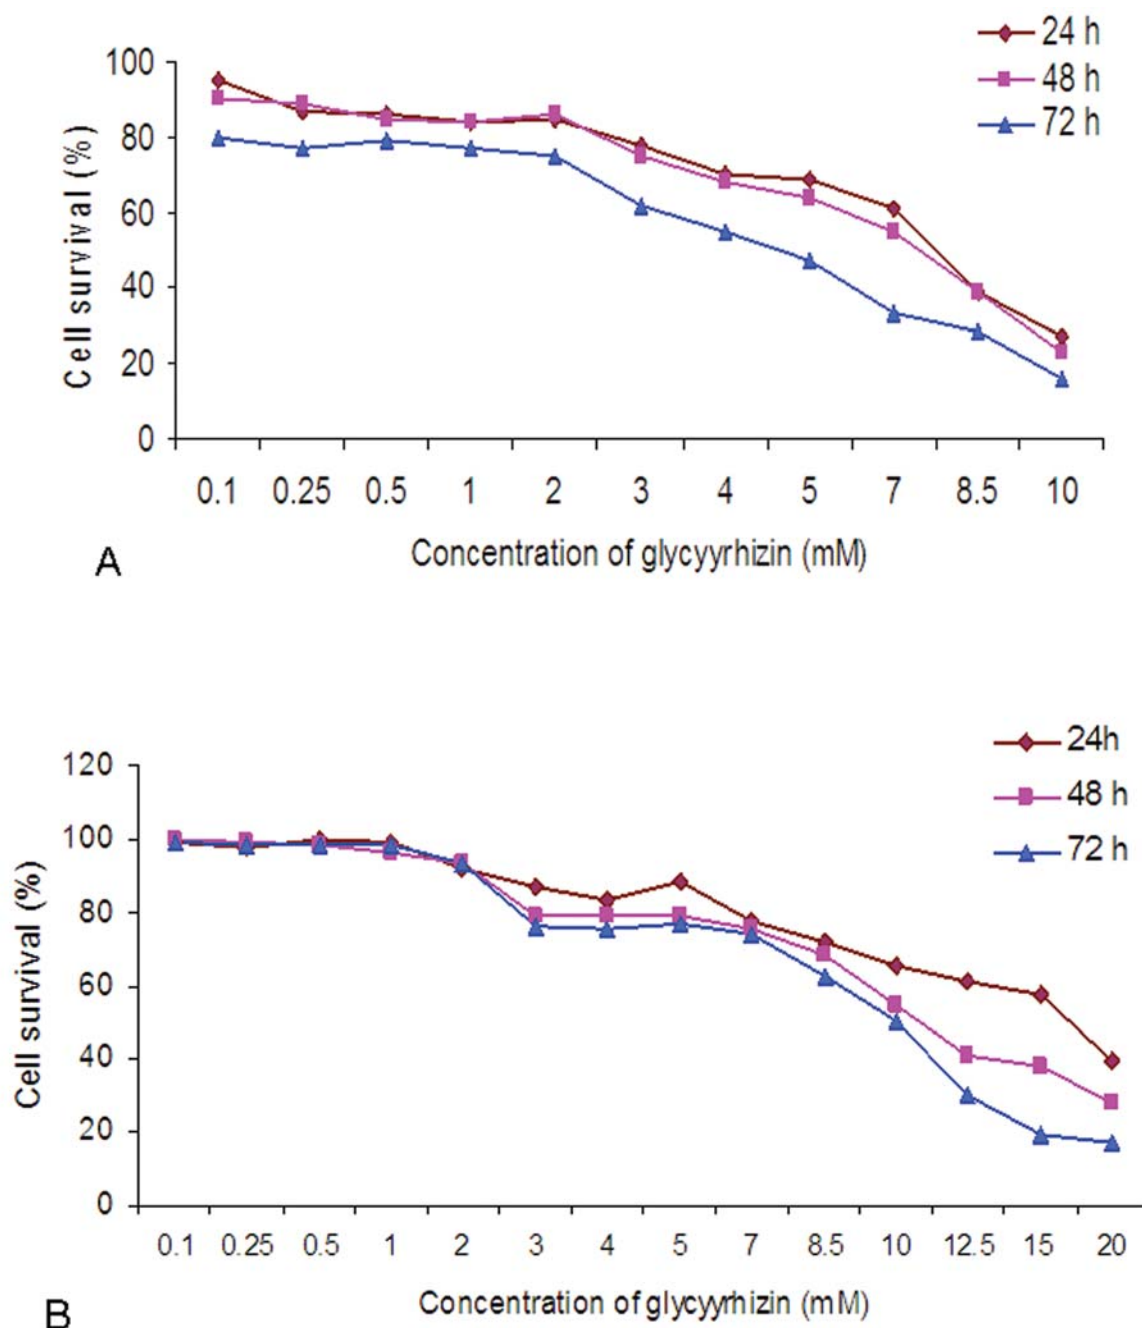 24 h
48 h
72 h
100
80
60
40
20
0
Cell survival (%)
0.1 0.25 0.5 1 2 3 4 5 7 8.5 10
Concentration of glycyyrhizin (mM)
A
24h
48 h
72 h
120
100
80
60
40
20
0
Cell survival (%)
0.1 0.25 0.5 1 2 3 4 5 7 8.5 10 12.5 15 20
Concentration of glycyyrhizin (mM)
B